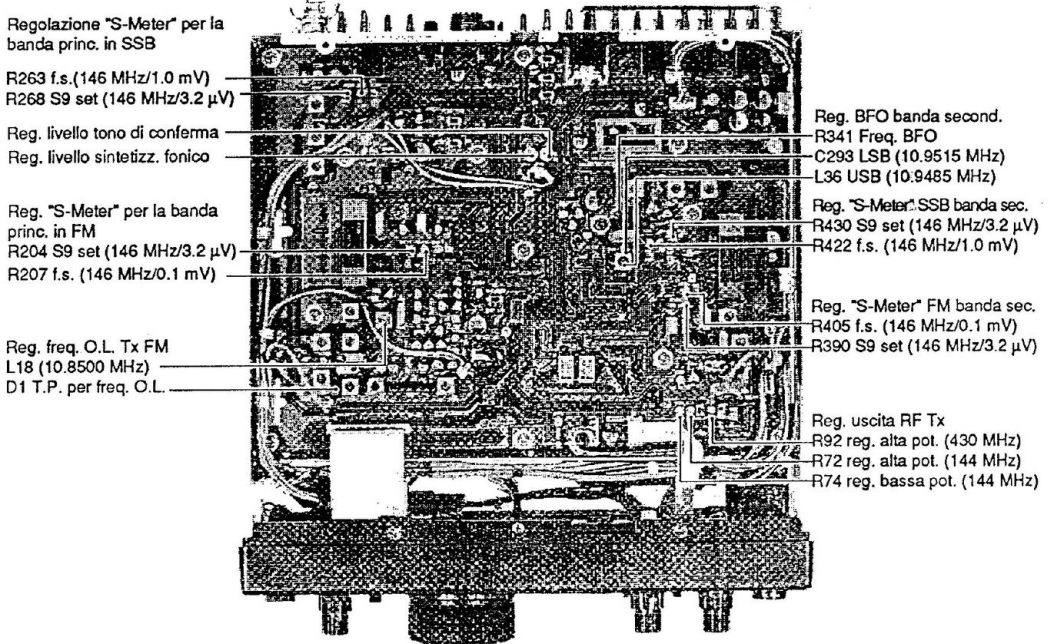 Regolazione "S-Meter" per la
banda princ. in SSB
R263 f.s.(146 MHz/1.0 mV)
R268 S9 set (146 MHz/3.2 µV)
Reg. livello tono di conferma
Reg. livello sintetizz. fonico
Reg. "S-Meter" per la banda
princ. in FM
R204 S9 set (146 MHz/3.2 µV)
R207 f.s. (146 MHz/0.1 mV)
Reg. freq. O.L. Tx FM
L18 (10.8500 MHz)
D1 T.P. per freq. O.L.
Reg. BFO banda second.
R341 Freq. BFO
C293 LSB (10.9515 MHz)
L36 USB (10.9485 MHz)
Reg. "S-Meter" SSB banda sec.
R430 S9 set (146 MHz/3.2 µV)
R422 f.s. (146 MHz/1.0 mV)
Reg. "S-Meter" FM banda sec.
R405 f.s. (146 MHz/0.1 mV)
R390 S9 set (146 MHz/3.2 µV)
Reg. uscita RF Tx
R92 reg. alta pot. (430 MHz)
R72 reg. alta pot. (144 MHz)
R74 reg. bassa pot. (144 MHz)